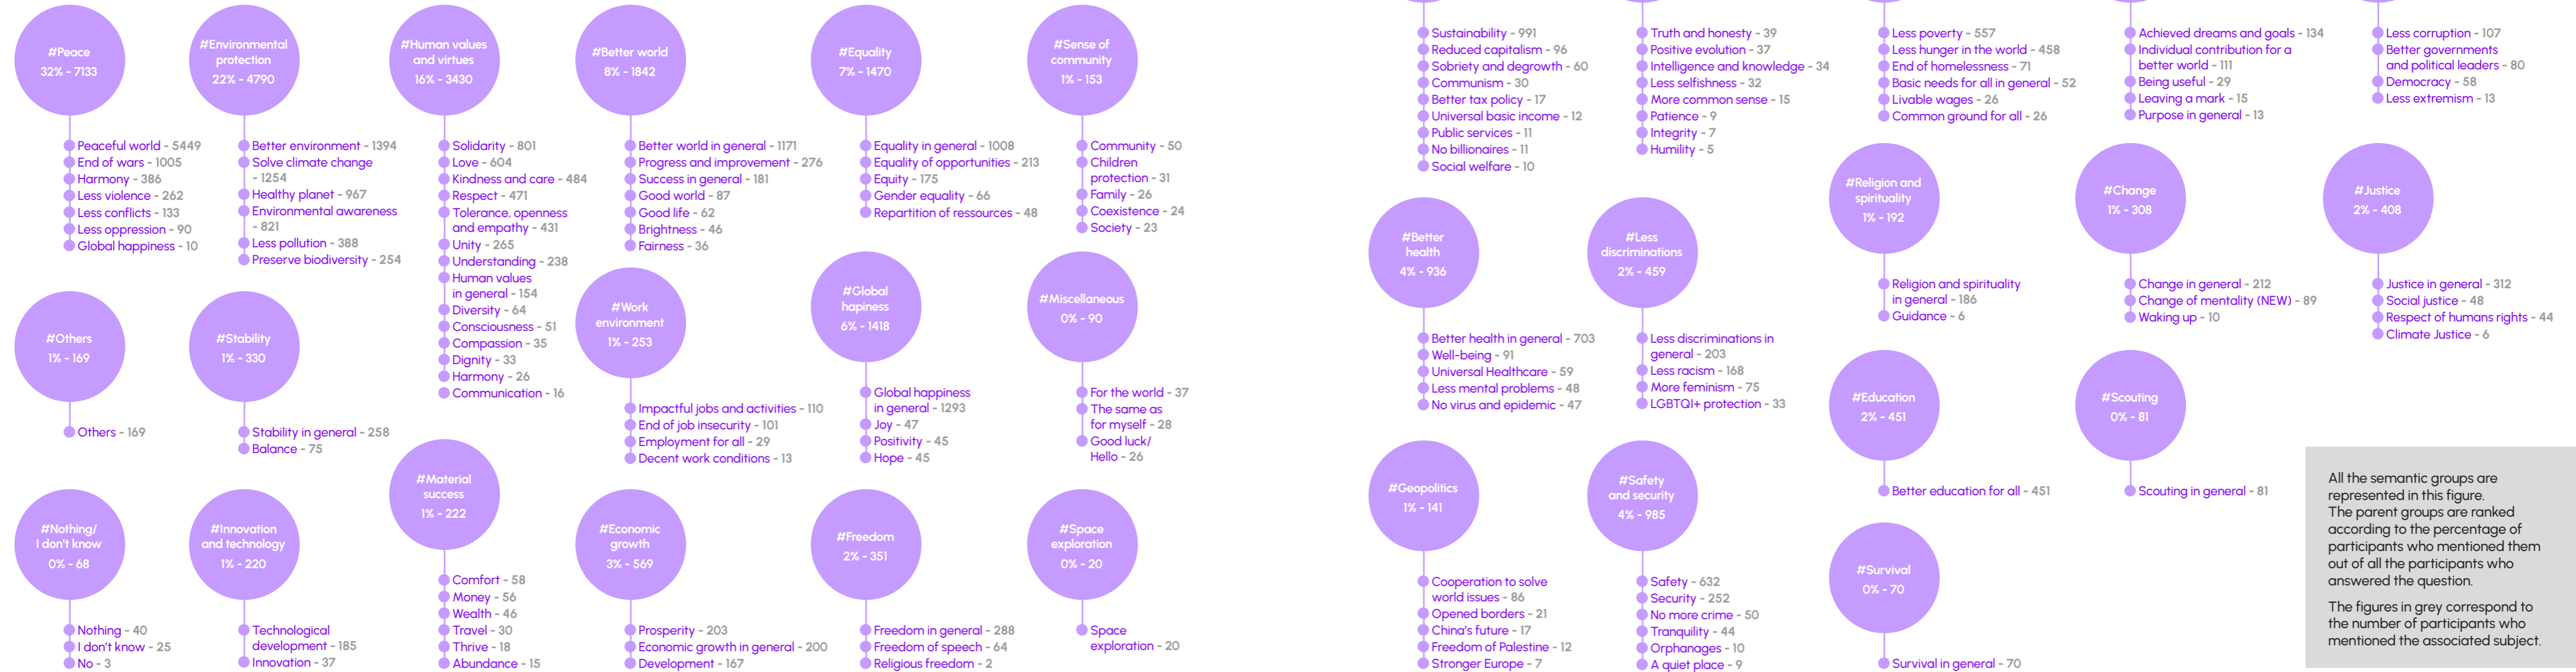 #Peace
32% - 7133
Peaceful world - 5449
End of wars - 1005
Harmony - 386
Less violence - 262
Less conflicts - 133
Less oppression - 90
Global happiness - 10
#Environmental
protection
22% - 4790
Better environment - 1394
Solve climate change
- 1254
Healthy planet - 967
Environmental awareness
- 821
Less pollution - 388
Preserve biodiversity - 254
#Human values
and virtues
16% - 3430
Solidarity - 801
Love - 604
Kindness and care - 484
Respect - 471
Tolerance, openness
and empathy - 431
Unity - 265
Understanding - 238
Human values
in general - 154
Diversity - 64
Consciousness - 51
Compassion - 35
Dignity - 33
Harmony - 26
Communication - 16
#Better world
8% - 1842
Better world in general - 1171
Progress and improvement - 276
Success in general - 181
Good world - 87
Good life - 62
Brightness - 46
Fairness - 36
#Equality
7% - 1470
Equality in general - 1008
Equality of opportunities - 213
Equity - 175
Gender equality - 66
Repartition of ressources - 48
#Sense of
community
1% - 153
Community - 50
Children
protection - 31
Family - 26
Coexistence - 24
Society - 23
#Others
1% - 169
Others - 169
#Stability
1% - 330
Stability in general - 258
Balance - 75
#Work
environment
1% - 253
Impactful jobs and activities - 110
End of job insecurity - 101
Employment for all - 29
Decent work conditions - 13
#Global
hapiness
6% - 1418
Global happiness
in general - 1293
Joy - 47
Positivity - 45
Hope - 45
#Miscellaneous
0% - 90
For the world - 37
The same as
for myself - 28
Good luck/
Hello - 26
#Nothing/
I don't know
0% - 68
Nothing - 40
I don't know - 25
No - 3
#Innovation
and technology
1% - 220
Technological
development - 185
Innovation - 37
#Material
success
1% - 222
Comfort - 58
Money - 56
Wealth - 46
Travel - 30
Thrive - 18
Abundance - 15
#Economic
growth
3% - 569
Prosperity - 203
Economic growth in general - 200
Development - 167
#Freedom
2% - 351
Freedom in general - 288
Freedom of speech - 64
Religious freedom - 2
#Space
exploration
0% - 20
Space
exploration - 20
Sustainability - 991
Reduced capitalism - 96
Sobriety and degrowth - 60
Communism - 30
Better tax policy - 17
Universal basic income - 12
Public services - 11
No billionaires - 11
Social welfare - 10
Truth and honesty - 39
Positive evolution - 37
Intelligence and knowledge - 34
Less selfishness - 32
More common sense - 15
Patience - 9
Integrity - 7
Humility - 5
Less poverty - 557
Less hunger in the world - 458
End of homelessness - 71
Basic needs for all in general - 52
Livable wages - 26
Common ground for all - 26
Achieved dreams and goals - 134
Individual contribution for a
better world - 111
Being useful - 29
Leaving a mark - 15
Purpose in general - 13
Less corruption - 107
Better governments
and political leaders - 80
Democracy - 58
Less extremism - 13
#Better
health
4% - 936
Better health in general - 703
Well-being - 91
Universal Healthcare - 59
Less mental problems - 48
No virus and epidemic - 47
#Less
discriminations
2% - 459
Less discriminations in
general - 203
Less racism - 168
More feminism - 75
LGBTQI+ protection - 33
#Religion and
spirituality
1% - 192
Religion and spirituality
in general - 186
Guidance - 6
#Change
1% - 308
Change in general - 212
Change of mentality (NEW) - 89
Waking up - 10
#Justice
2% - 408
Justice in general - 312
Social justice - 48
Respect of humans rights - 44
Climate Justice - 6
#Geopolitics
1% - 141
Cooperation to solve
world issues - 86
Opened borders - 21
China's future - 17
Freedom of Palestine - 12
Stronger Europe - 7
#Safety
and security
4% - 985
Safety - 632
Security - 252
No more crime - 50
Tranquility - 44
Orphanages - 10
A quiet place - 9
#Education
2% - 451
Better education for all - 451
#Scouting
0% - 81
Scouting in general - 81
#Survival
0% - 70
Survival in general - 70
All the semantic groups are
represented in this figure.
The parent groups are ranked
according to the percentage of
participants who mentioned them
out of all the participants who
answered the question.
The figures in grey correspond to
the number of participants who
mentioned the associated subject.